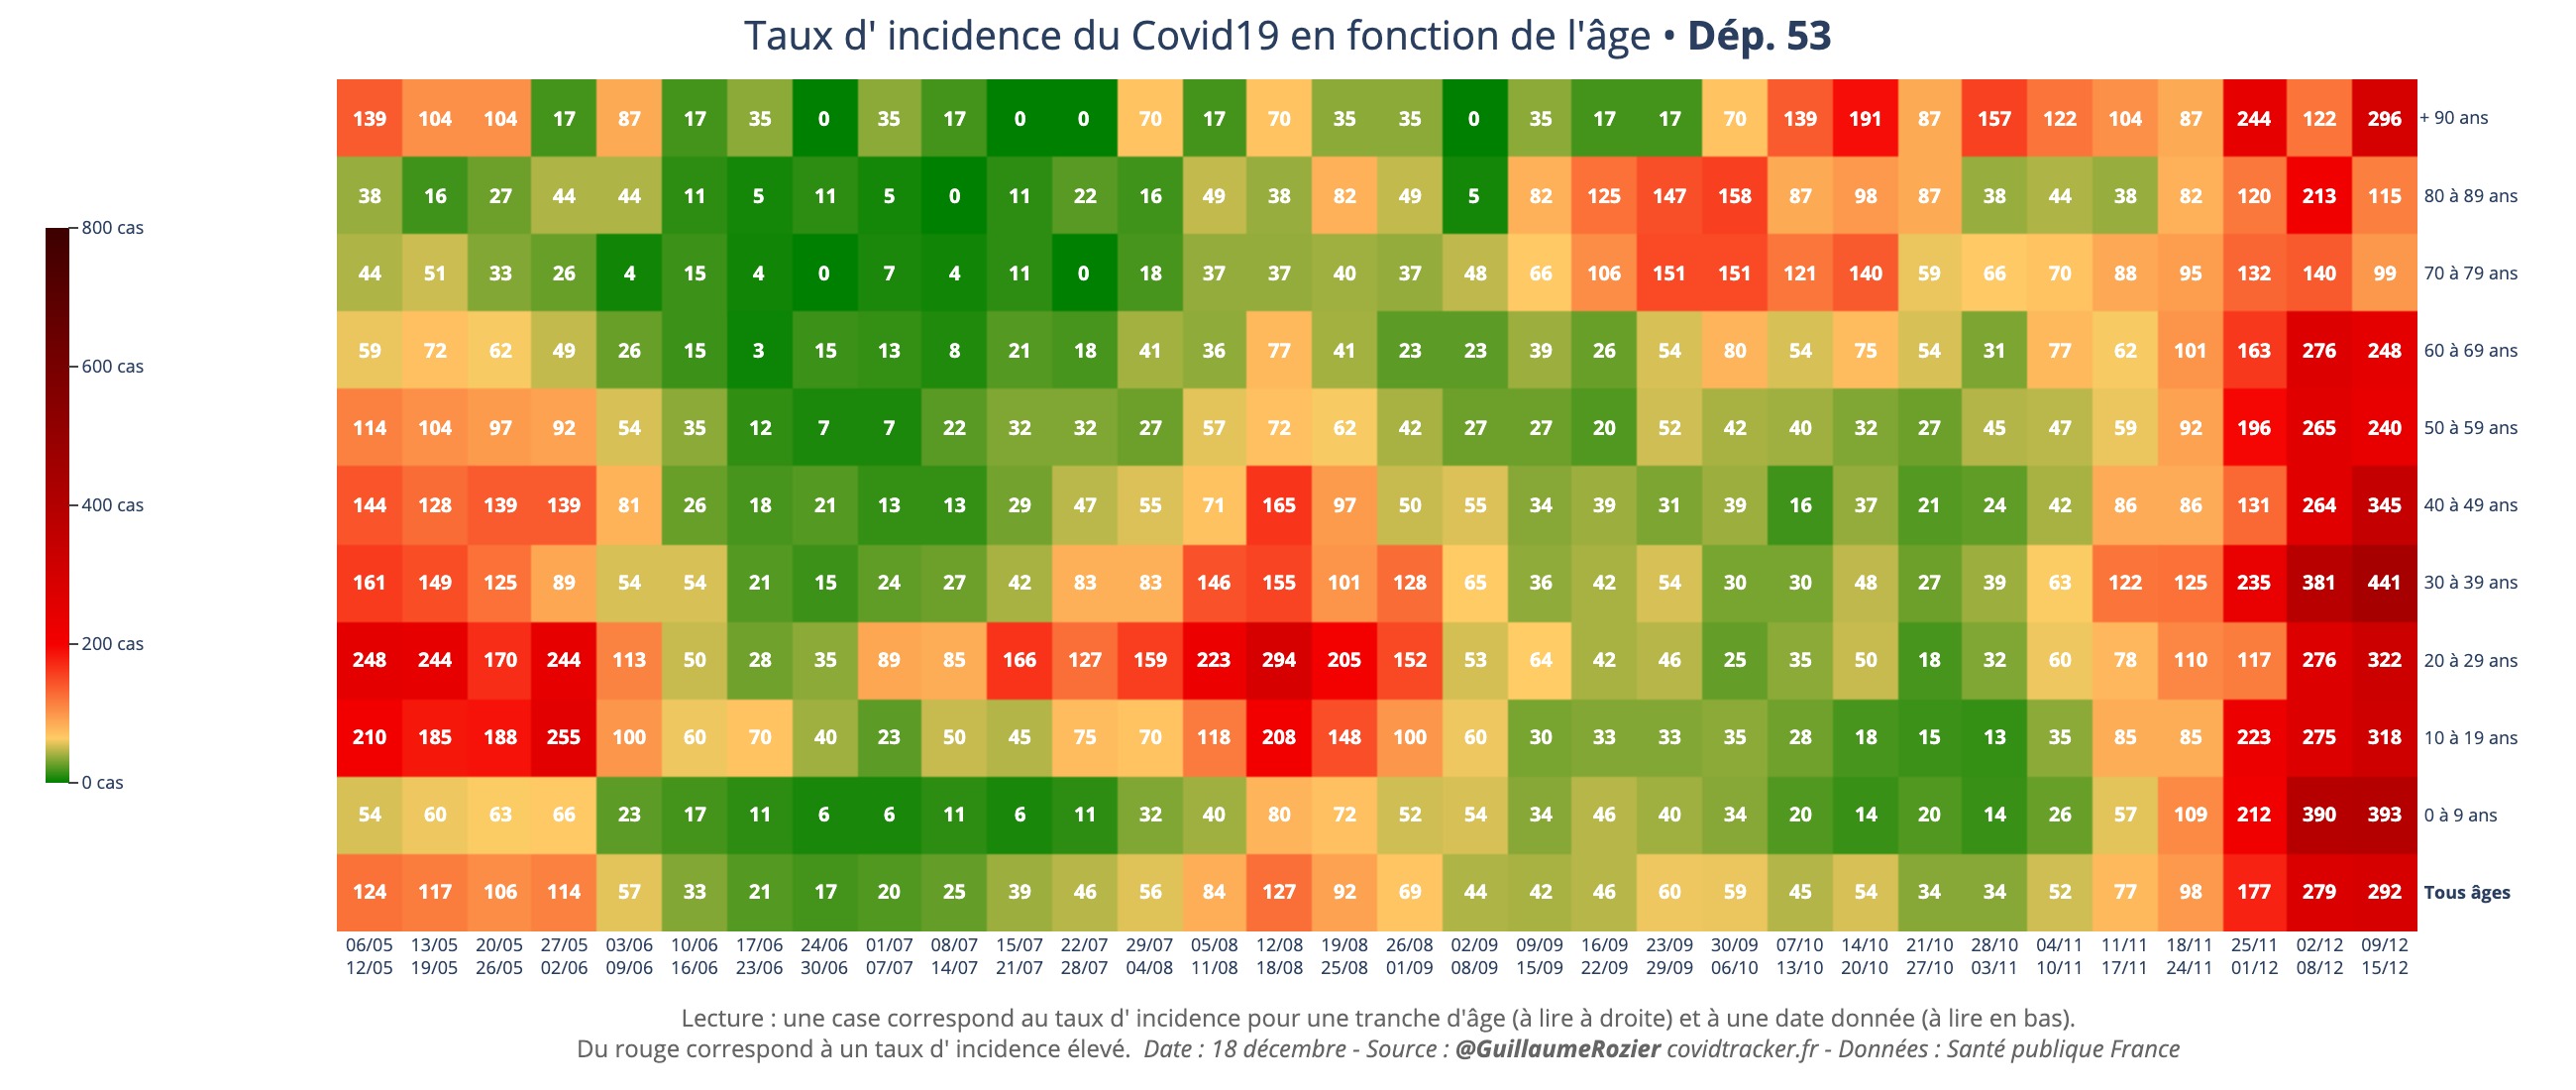 Taux d' incidence du Covid19 en fonction de l'âge • Dép. 53
139 104 104 17 87 17 35 0 35 17 0 0 70 17 70 35 35 0 35 17 17 70 139 191 87 157 122 104 87 244 122 296 + 90 ans
38 16 27 44 44 11 5 11 5 0 11 22 16 49 38 82 49 5 82 125 147 158 87 98 87 38 44 38 82 120 213 115 80 à 89 ans
800 cas
44 51 33 26 4 15 4 0 7 4 11 0 18 37 37 40 37 48 66 106 151 151 121 140 59 66 70 88 95 132 140 99 70 à 79 ans
59 72 62 49 26 15 3 15 13 8 21 18 41 36 77 41 23 23 39 26 54 80 54 75 54 31 77 62 101 163 276 248 60 à 69 ans
600 cas
114 104 97 92 54 35 12 7 7 22 32 32 27 57 72 62 42 27 27 20 52 42 40 32 27 45 47 59 92 196 265 240 50 à 59 ans
400 cas
144 128 139 139 81 26 18 21 13 13 29 47 55 71 165 97 50 55 34 39 31 39 16 37 21 24 42 86 86 131 264 345 40 à 49 ans
161 149 125 89 54 54 21 15 24 27 42 83 83 146 155 101 128 65 36 42 54 30 30 48 27 39 63 122 125 235 381 441 30 à 39 ans
200 cas
248 244 170 244 113 50 28 35 89 85 166 127 159 223 294 205 152 53 64 42 46 25 35 50 18 32 60 78 110 117 276 322 20 à 29 ans
210 185 188 255 100 60 70 40 23 50 45 75 70 118 208 148 100 60 30 33 33 35 28 18 15 13 35 85 85 223 275 318 10 à 19 ans
0 cas
54 60 63 66 23 17 11 6 6 11 6 11 32 40 80 72 52 54 34 46 40 34 20 14 20 14 26 57 109 212 390 393 0 à 9 ans
124 117 106 114 57 33 21 17 20 25 39 46 56 84 127 92 69 44 42 46 60 59 45 54 34 34 52 77 98 177 279 292 Tous âges
06/05 13/05 20/05 27/05 03/06 10/06 17/06 24/06 01/07 08/07 15/07 22/07 29/07 05/08 12/08 19/08 26/08 02/09 09/09 16/09 23/09 30/09 07/10 14/10 21/10 28/10 04/11 11/11 18/11 25/11 02/12 09/12
12/05 19/05 26/05 02/06 09/06 16/06 23/06 30/06 07/07 14/07 21/07 28/07 04/08 11/08 18/08 25/08 01/09 08/09 15/09 22/09 29/09 06/10 13/10 20/10 27/10 03/11 10/11 17/11 24/11 01/12 08/12 15/12
Lecture : une case correspond au taux d' incidence pour une tranche d'âge (à lire à droite) et à une date donnée (à lire en bas).
Du rouge correspond à un taux d' incidence élevé. Date : 18 décembre - Source : @GuillaumeRozier covidtracker.fr - Données : Santé publique France